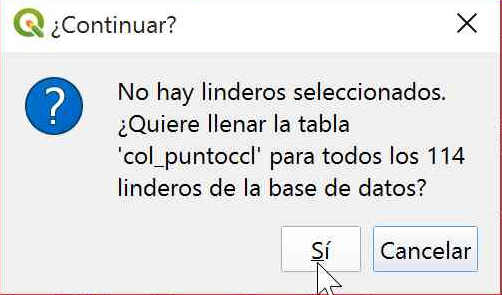 ¿Continuar?
No hay linderos seleccionados.
¿Quiere llenar la tabla
'col_puntoccl' para todos los 114
linderos de la base de datos?
Sí
Cancelar